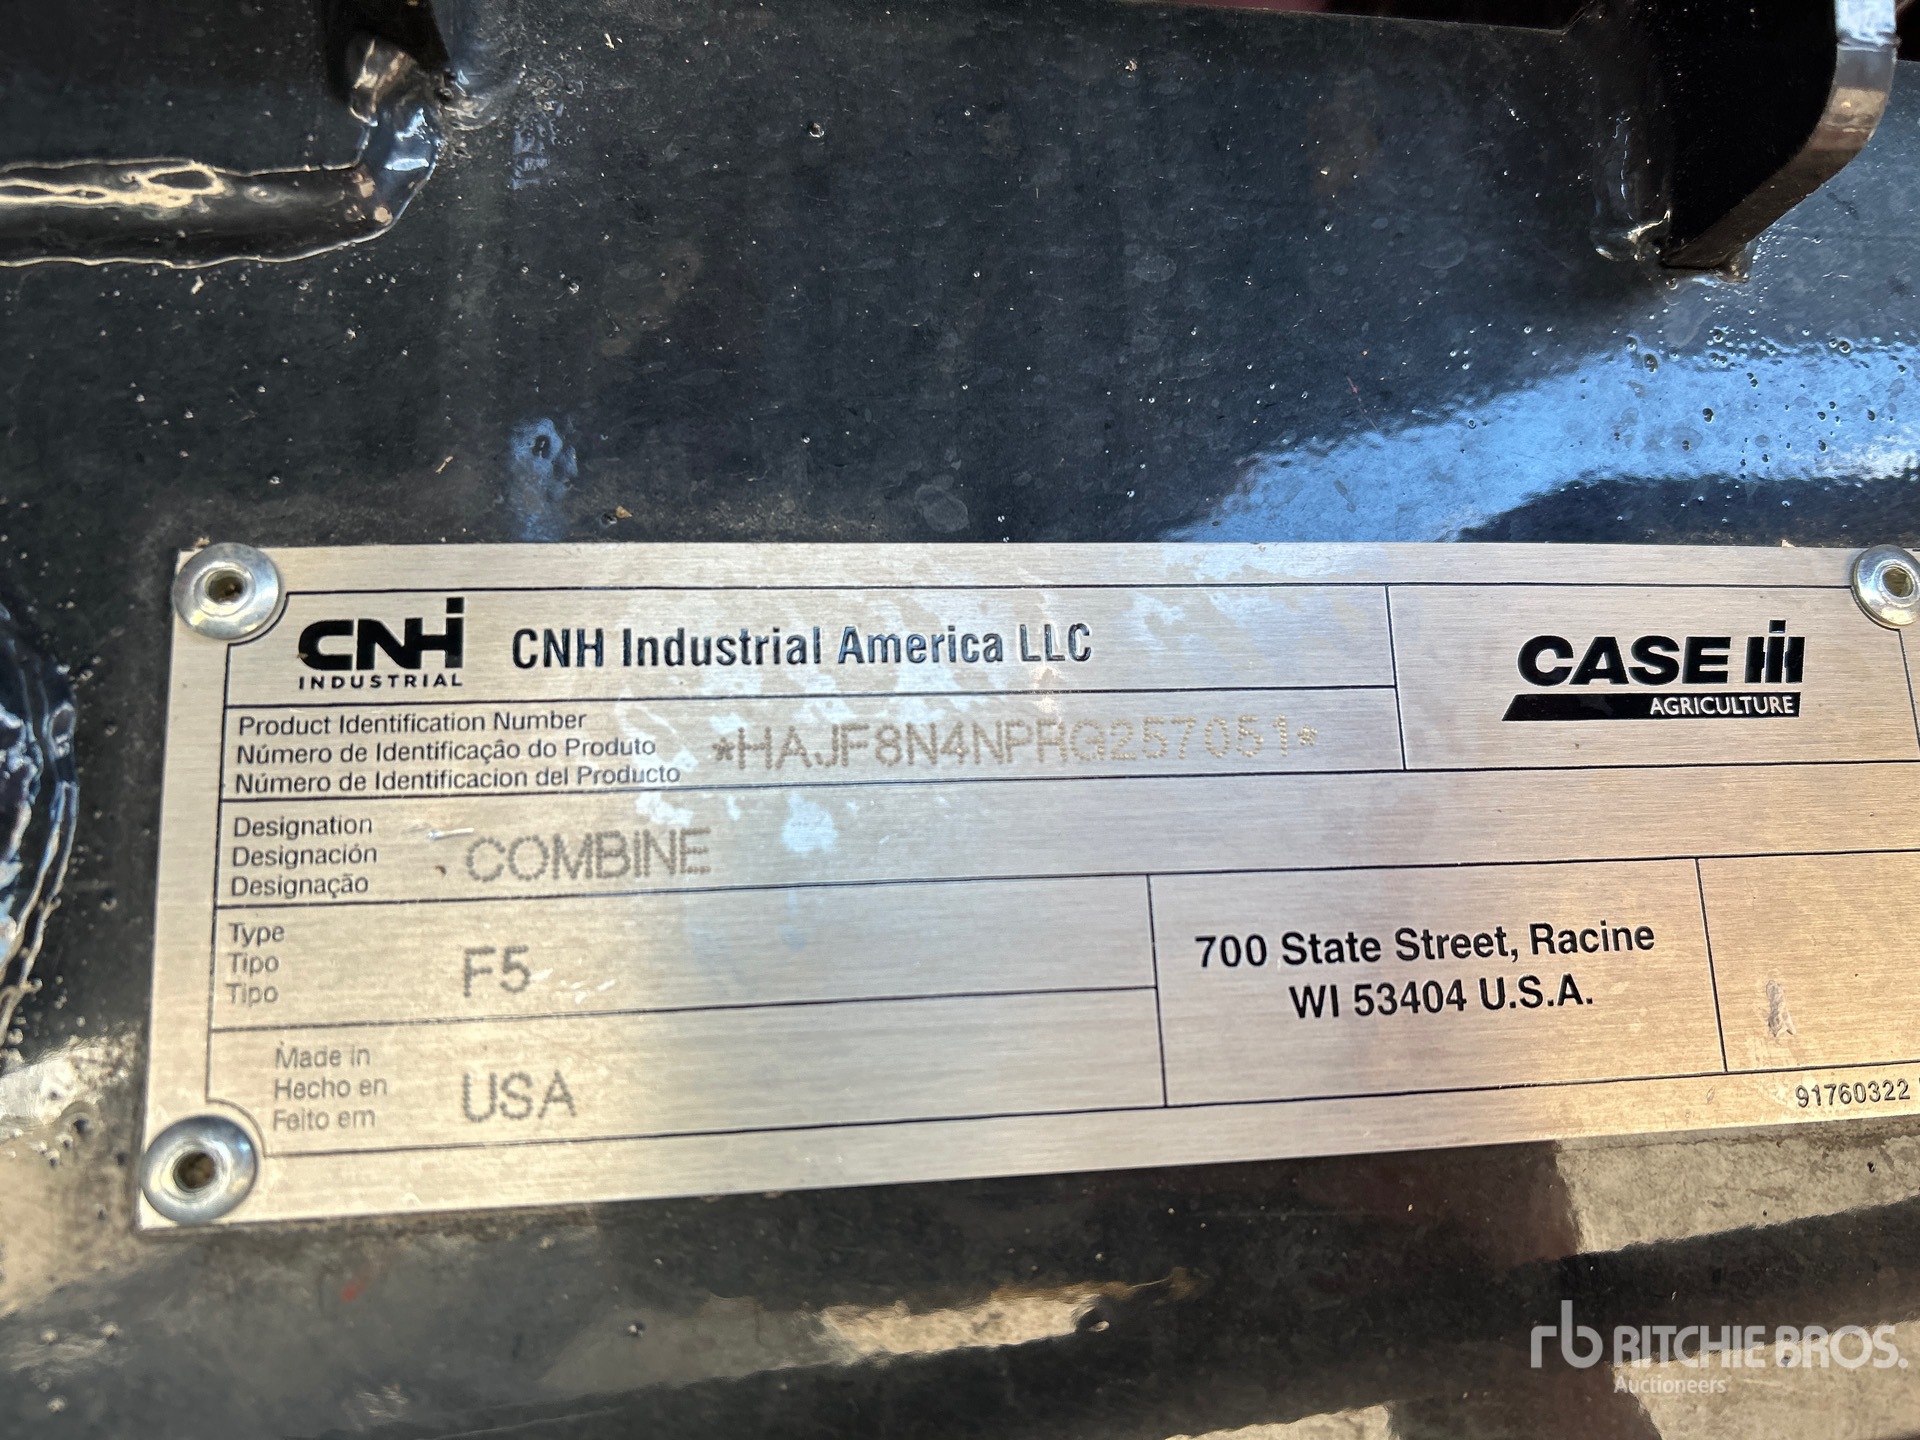 CNH
INDUSTRIAL
CNH Industrial America LLC
CASE IH
AGRICULTURE
Product Identification Number
Número de Identificação do Produto
Número de Identificacion del Producto
*HAJF8N4NPRG257051*
Designation
Designación
Designação
COMBINE
Type
Tipo
Tipo
F5
700 State Street, Racine
WI 53404 U.S.A.
Made in
Hecho en
Feito em
USA
91760322
rb RITCHIE BROS.
Auctioneers